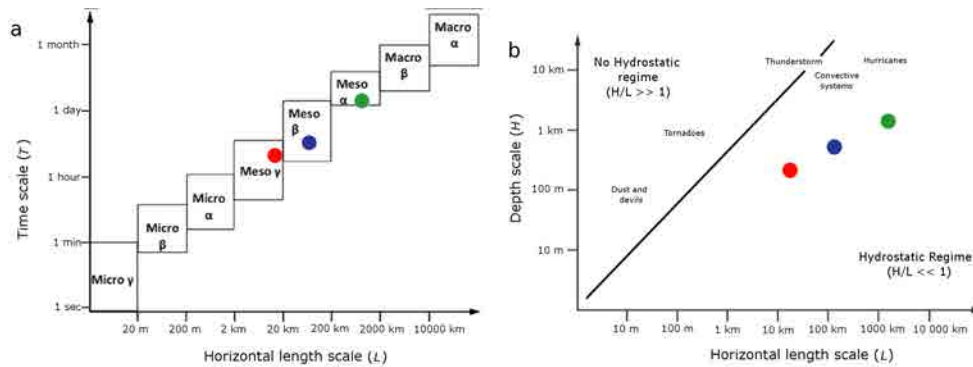 a
Time scale (T)
1 month
1 day
1 hour
1 min
1 sec
Macro
α
Macro
β
Meso
α
Meso
β
Meso γ
Micro
α
Micro
β
Micro γ
20 m
200 m
2 km
20 km
200 km
2000 km
10000 km
Horizontal length scale (L)
b
Depth scale (H)
10 km
1 km
100 m
10 m
No Hydrostatic
regime
(H/L >> 1)
Thunderstorm
Hurricanes
Convective
systems
Tornadoes
Dust and
devils
Hydrostatic Regime
(H/L << 1)
10 m
100 m
1 km
10 km
100 km
1000 km
10 000 km
Horizontal length scale (L)